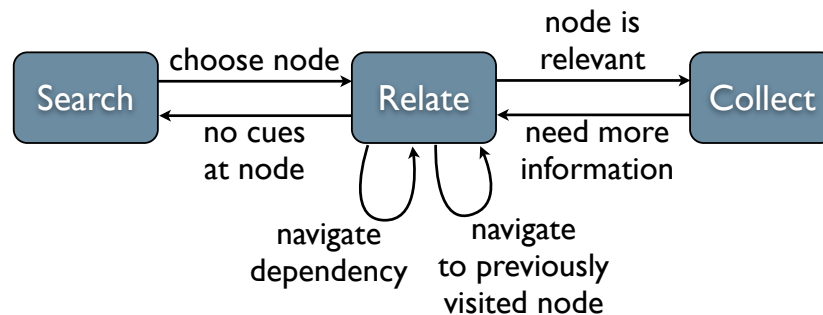 node is
relevant
choose node
Search
Relate
Collect
no cues
at node
need more
information
navigate
dependency
navigate
to previously
visited node